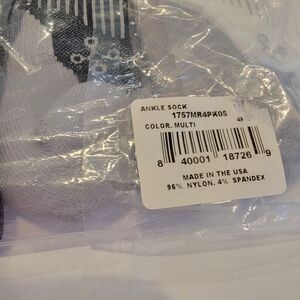 ANKLE SOCK
1757MR4PK05
COLOR. MULTI
8 40001 18726 9
MADE IN THE USA
96% NYLON, 4% SPANDEX